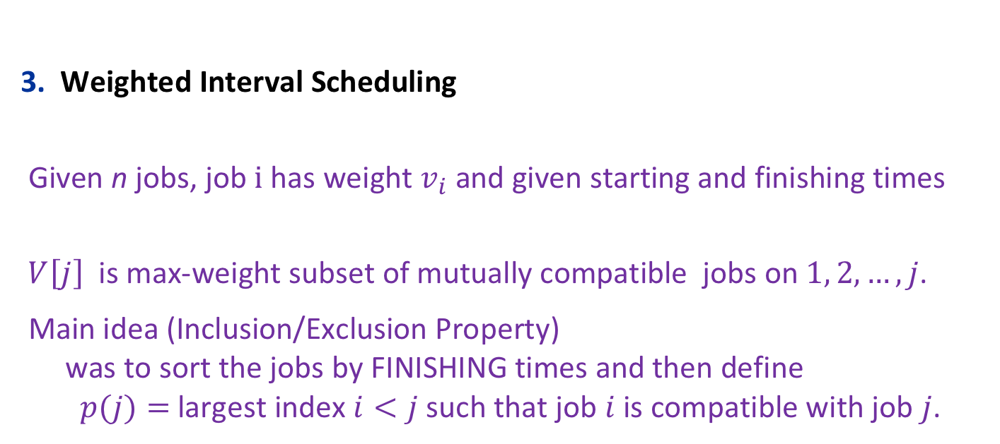 3. Weighted Interval Scheduling
Given n jobs, job i has weight vᵢ and given starting and finishing times
V[j] is max-weight subset of mutually compatible jobs on 1, 2, … , j.
Main idea (Inclusion/Exclusion Property)
was to sort the jobs by FINISHING times and then define
p(j) = largest index i < j such that job i is compatible with job j.